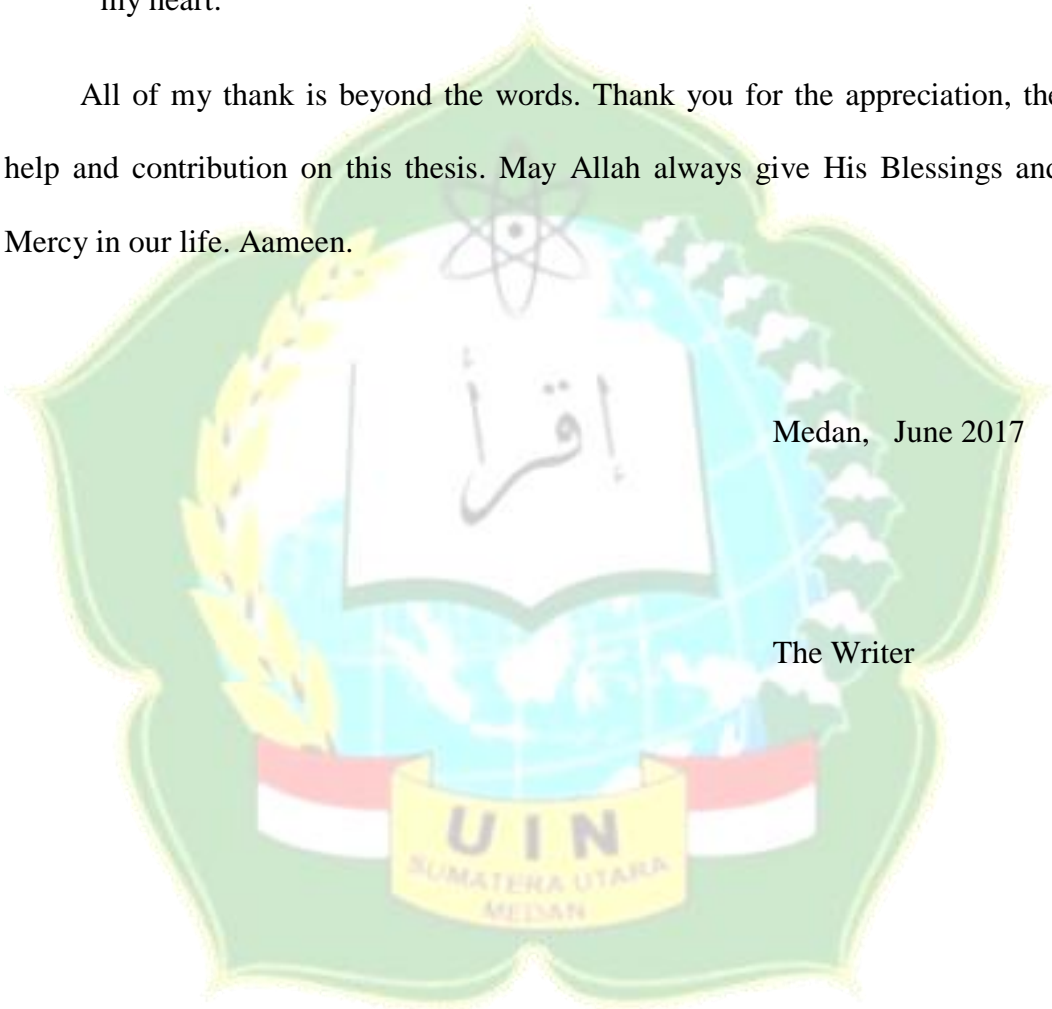 my heart.
All of my thank is beyond the words. Thank you for the appreciation, the
help and contribution on this thesis. May Allah always give His Blessings and
Mercy in our life. Aameen.
إقرأ
Medan, June 2017
The Writer
UIN
SUMATERA UTARA
MEDAN